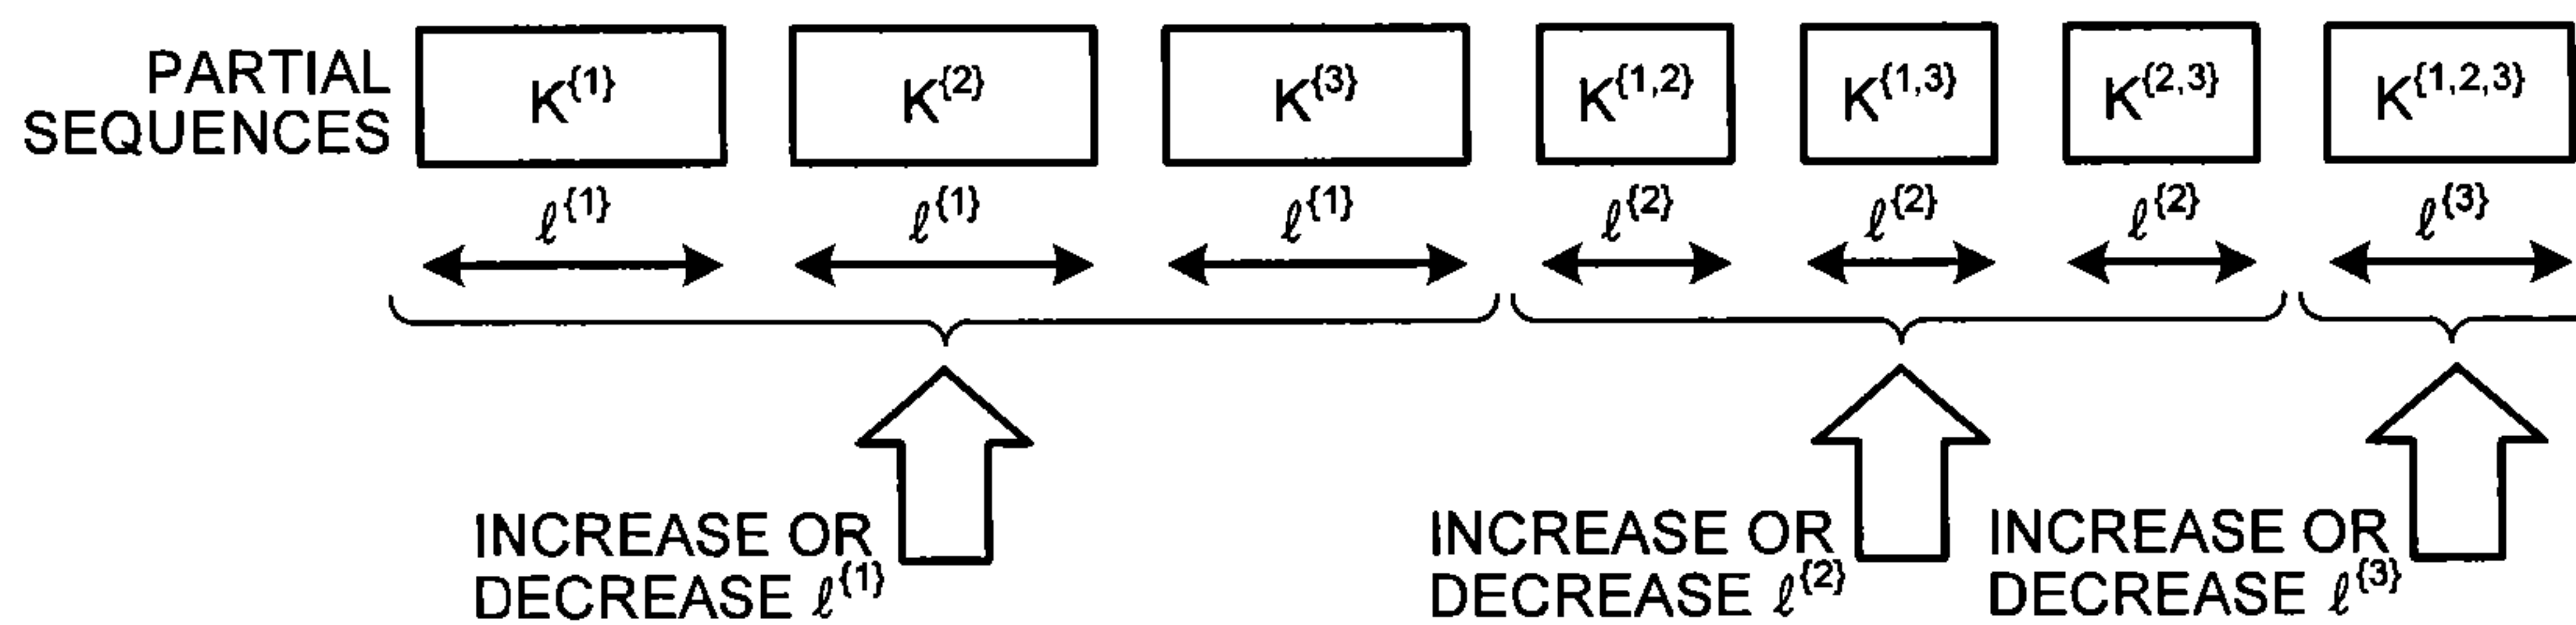 PARTIAL
SEQUENCES
K^{1} K^{2} K^{3} K^{1,2} K^{1,3} K^{2,3} K^{1,2,3}
ℓ^{1} ℓ^{1} ℓ^{1} ℓ^{2} ℓ^{2} ℓ^{2} ℓ^{3}
INCREASE OR
DECREASE ℓ^{1}
INCREASE OR
DECREASE ℓ^{2}
INCREASE OR
DECREASE ℓ^{3}